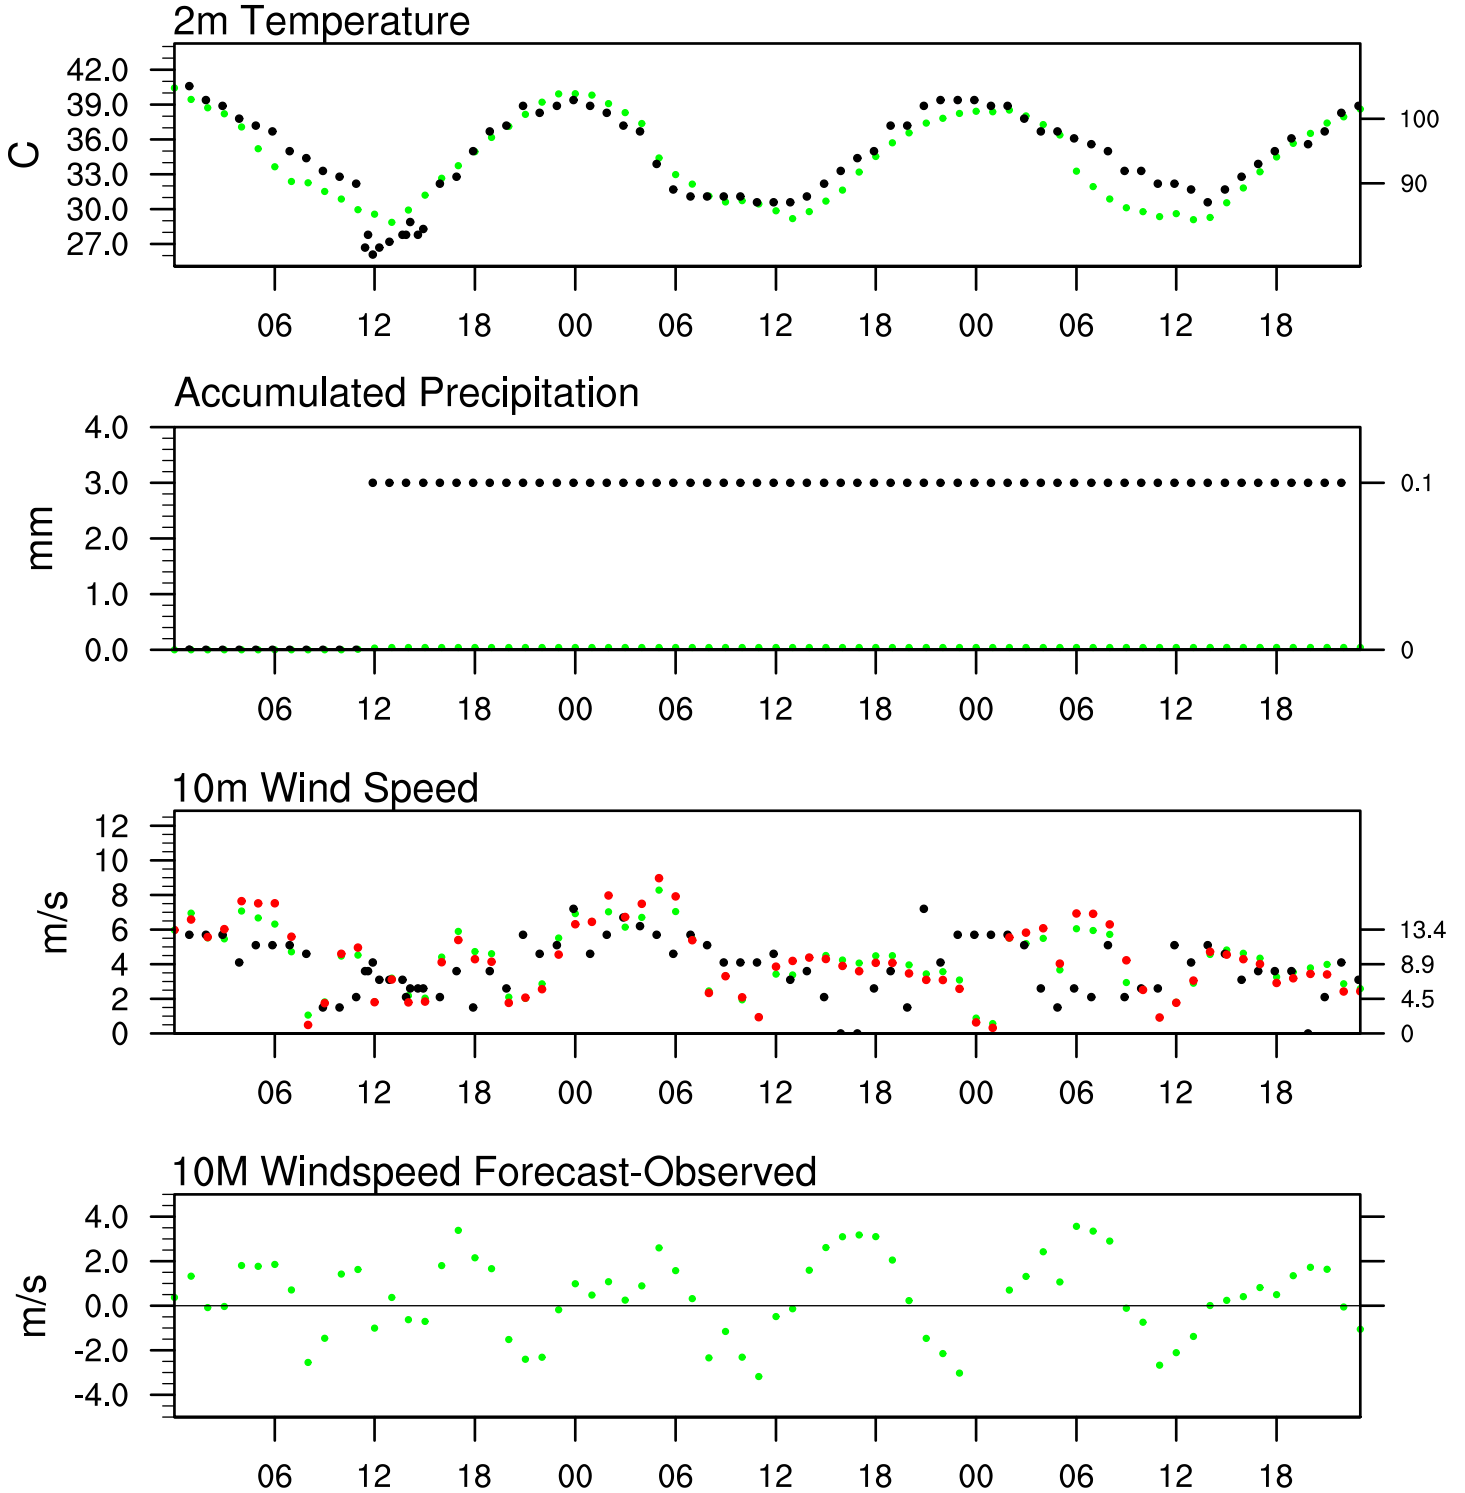 2m Temperature
42.0
39.0
36.0
33.0
30.0
27.0
C
100
90
06 12 18 00 06 12 18 00 06 12 18
Accumulated Precipitation
4.0
3.0
2.0
1.0
0.0
mm
0.1
0
06 12 18 00 06 12 18 00 06 12 18
10m Wind Speed
12
10
8
6
4
2
0
m/s
13.4
8.9
4.5
0
06 12 18 00 06 12 18 00 06 12 18
10M Windspeed Forecast-Observed
4.0
2.0
0.0
-2.0
-4.0
m/s
06 12 18 00 06 12 18 00 06 12 18